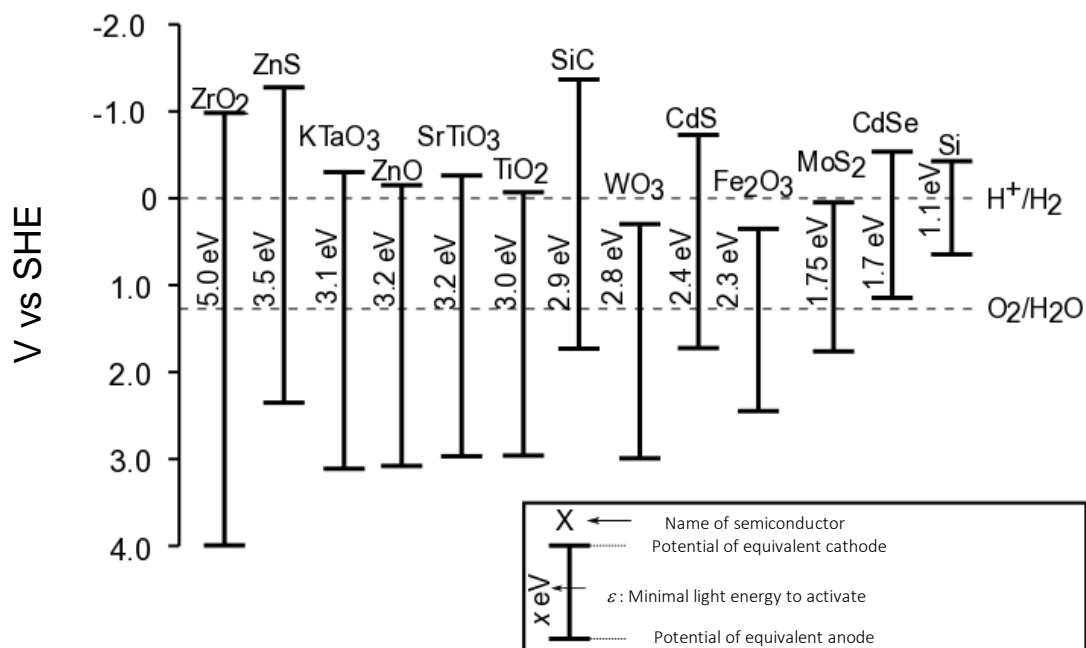 -2.0
SiC
ZnS
-1.0
ZrO2
CdS
CdSe
KTaO3
SrTiO3
Si
ZnO
TiO2
MoS2
WO3
Fe2O3
0
H+/H2
V vs SHE
5.0 eV
3.5 eV
3.1 eV
3.2 eV
3.2 eV
3.0 eV
2.9 eV
2.8 eV
2.4 eV
2.3 eV
1.75 eV
1.7 eV
1.1 eV
1.0
O2/H2O
2.0
3.0
4.0
X
Name of semiconductor
Potential of equivalent cathode
x eV
ε : Minimal light energy to activate
Potential of equivalent anode